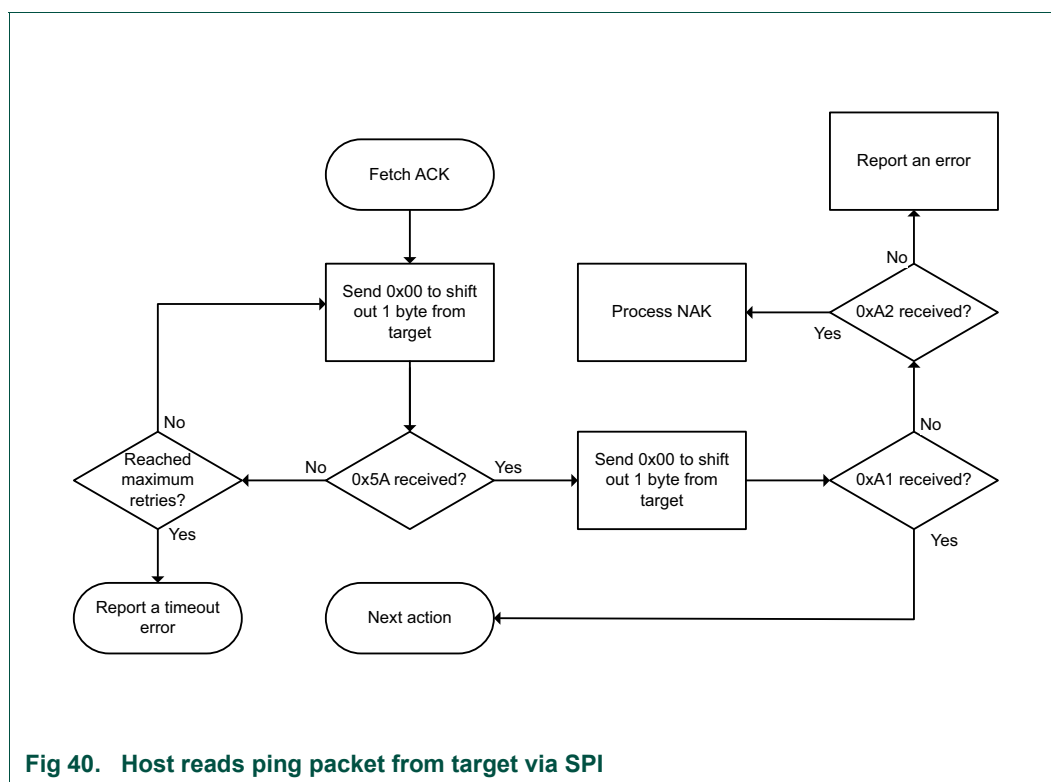 Fetch ACK
Send 0x00 to shift
out 1 byte from
target
0x5A received?
No
Reached
maximum
retries?
No
Yes
Report a timeout
error
Yes
Send 0x00 to shift
out 1 byte from
target
0xA1 received?
No
0xA2 received?
No
Report an error
Yes
Process NAK
Yes
Next action
Fig 40. Host reads ping packet from target via SPI